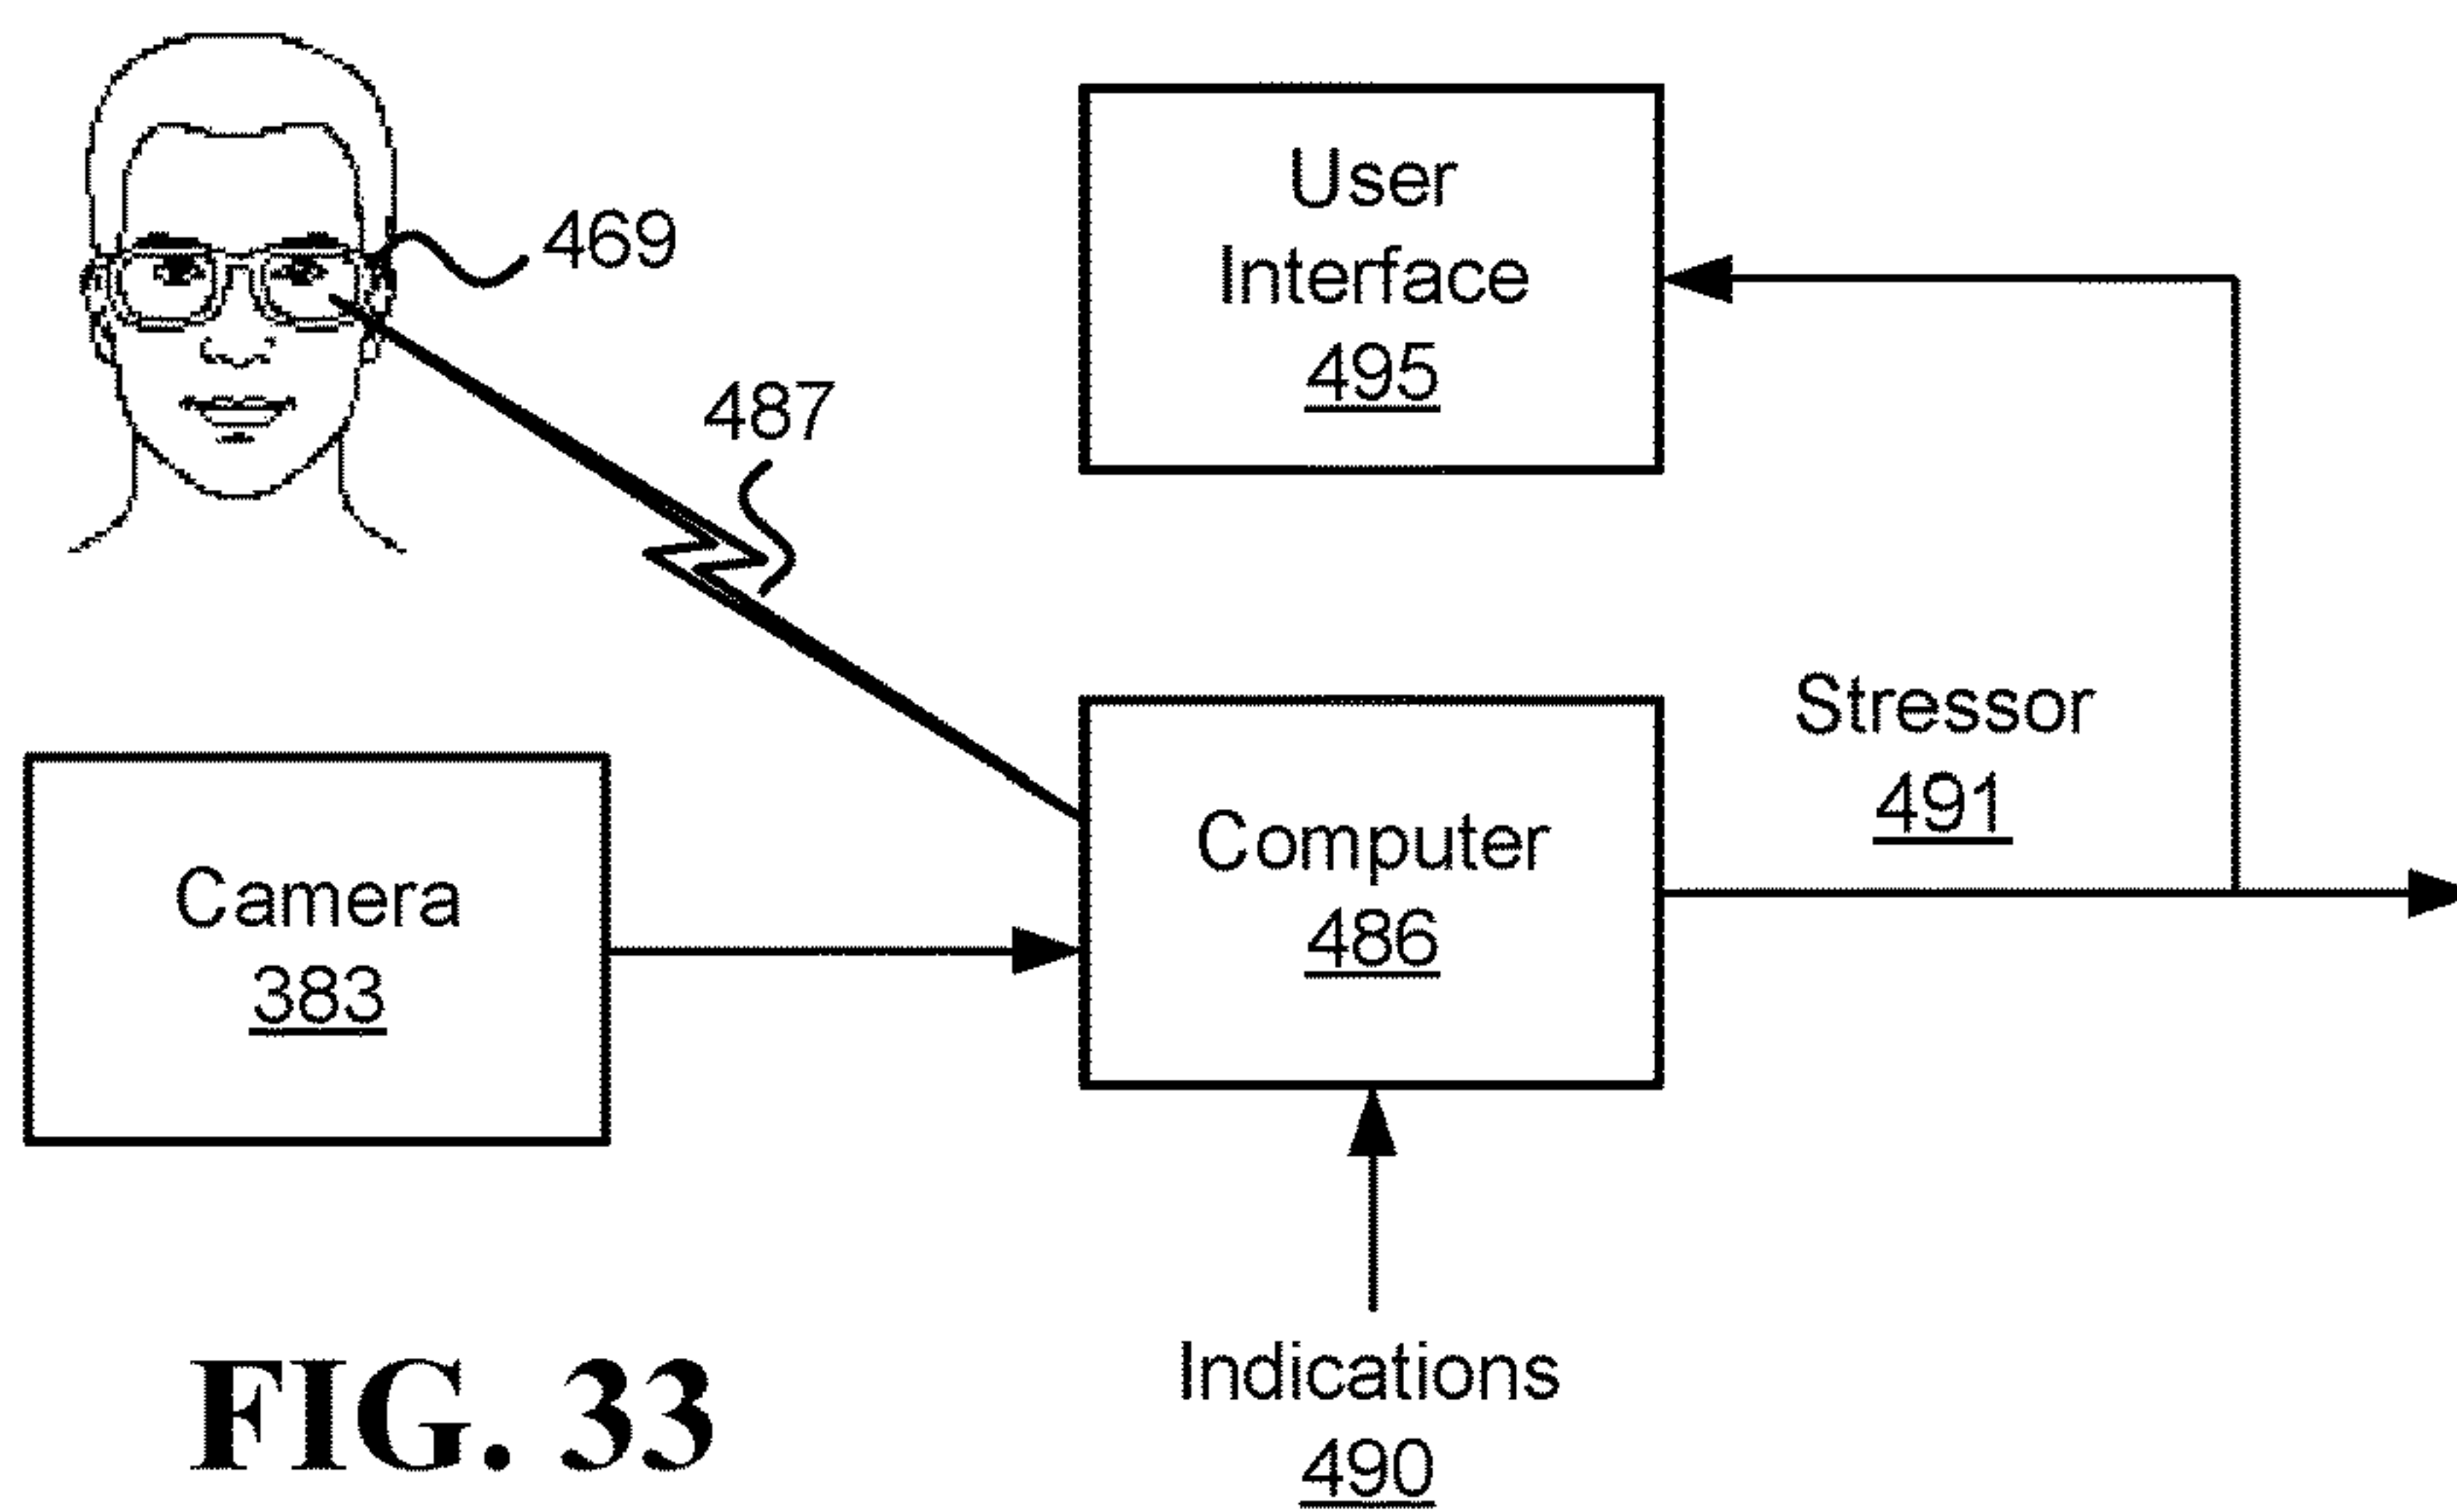 469
487
User
Interface
495
Stressor
491
Camera
383
Computer
486
Indications
490
FIG. 33